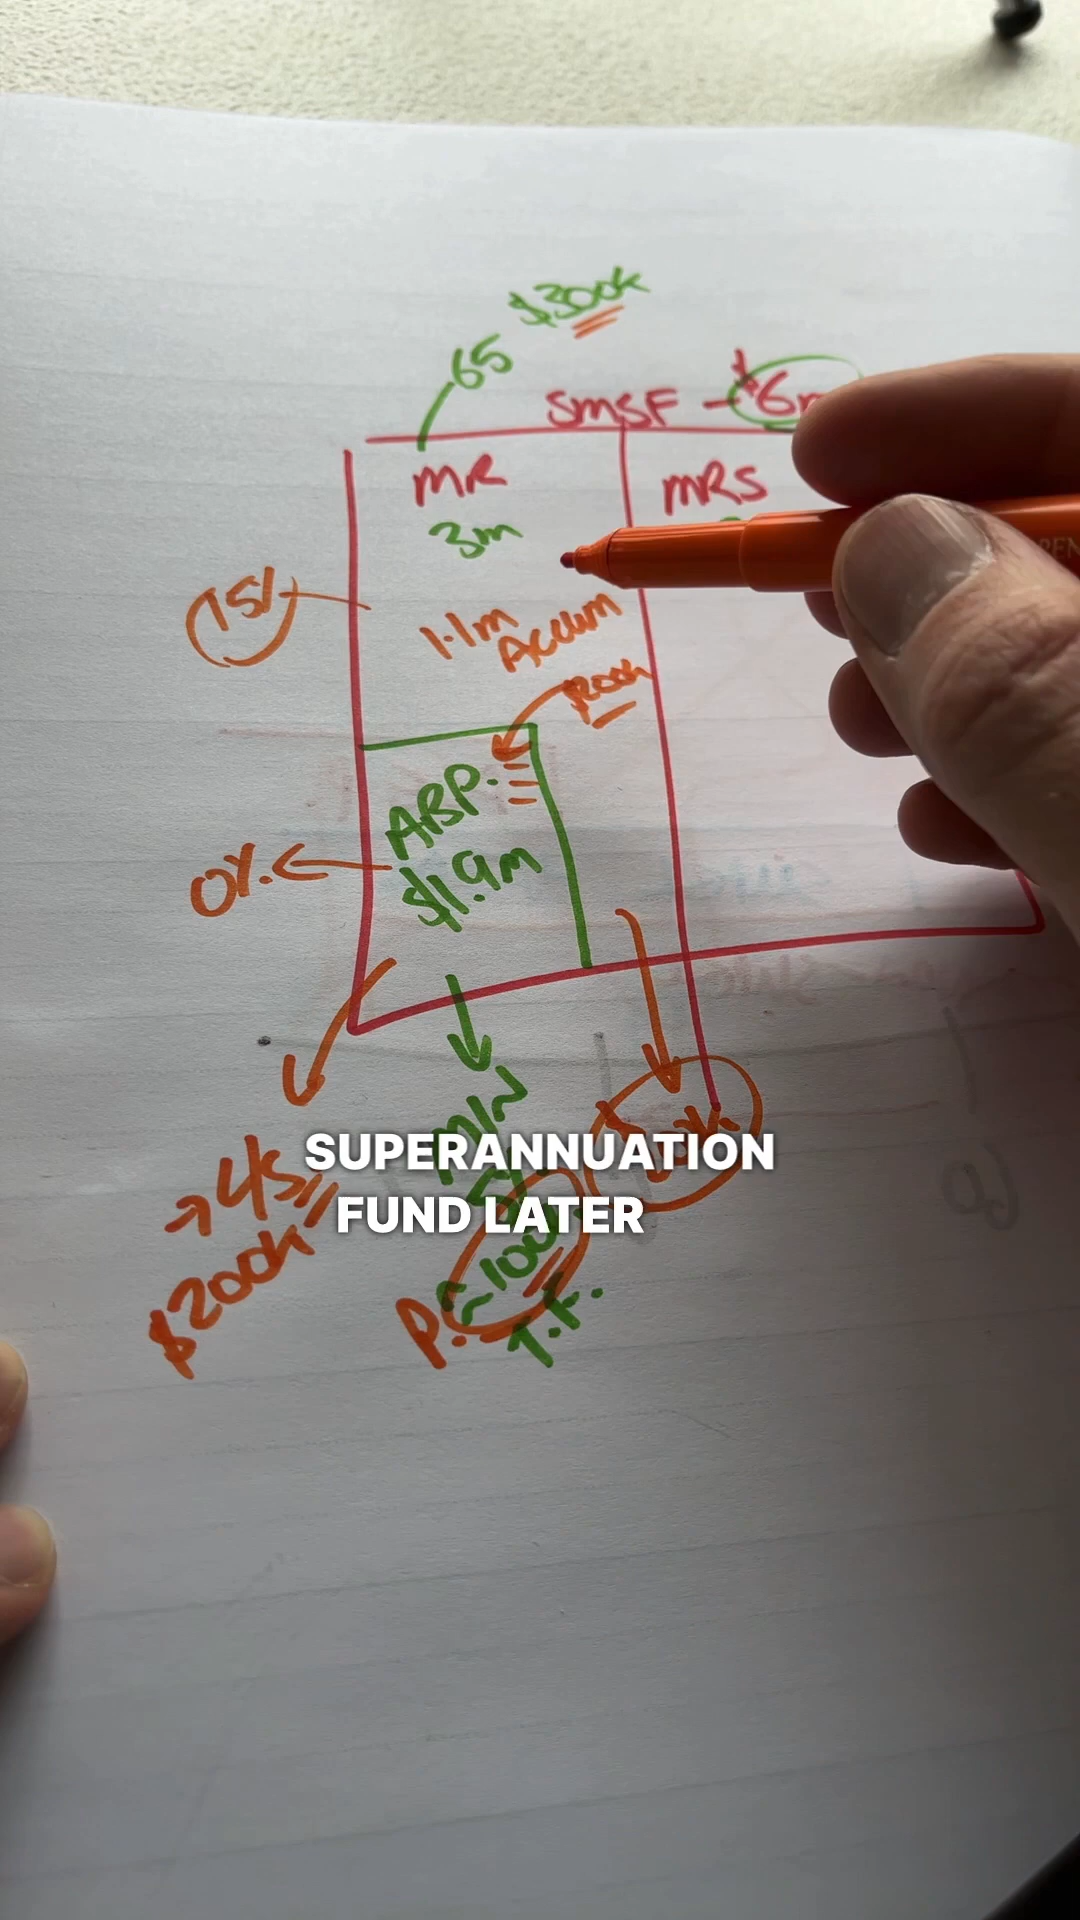 $300k
65
SMSF - $6m
MR
MRS
3m
15%
1.1m
Accum
$200k
ABP.
$1.9m
0%
MIN
→ 45
$200k
P.
100
T.F.
SUPERANNUATION
FUND LATER